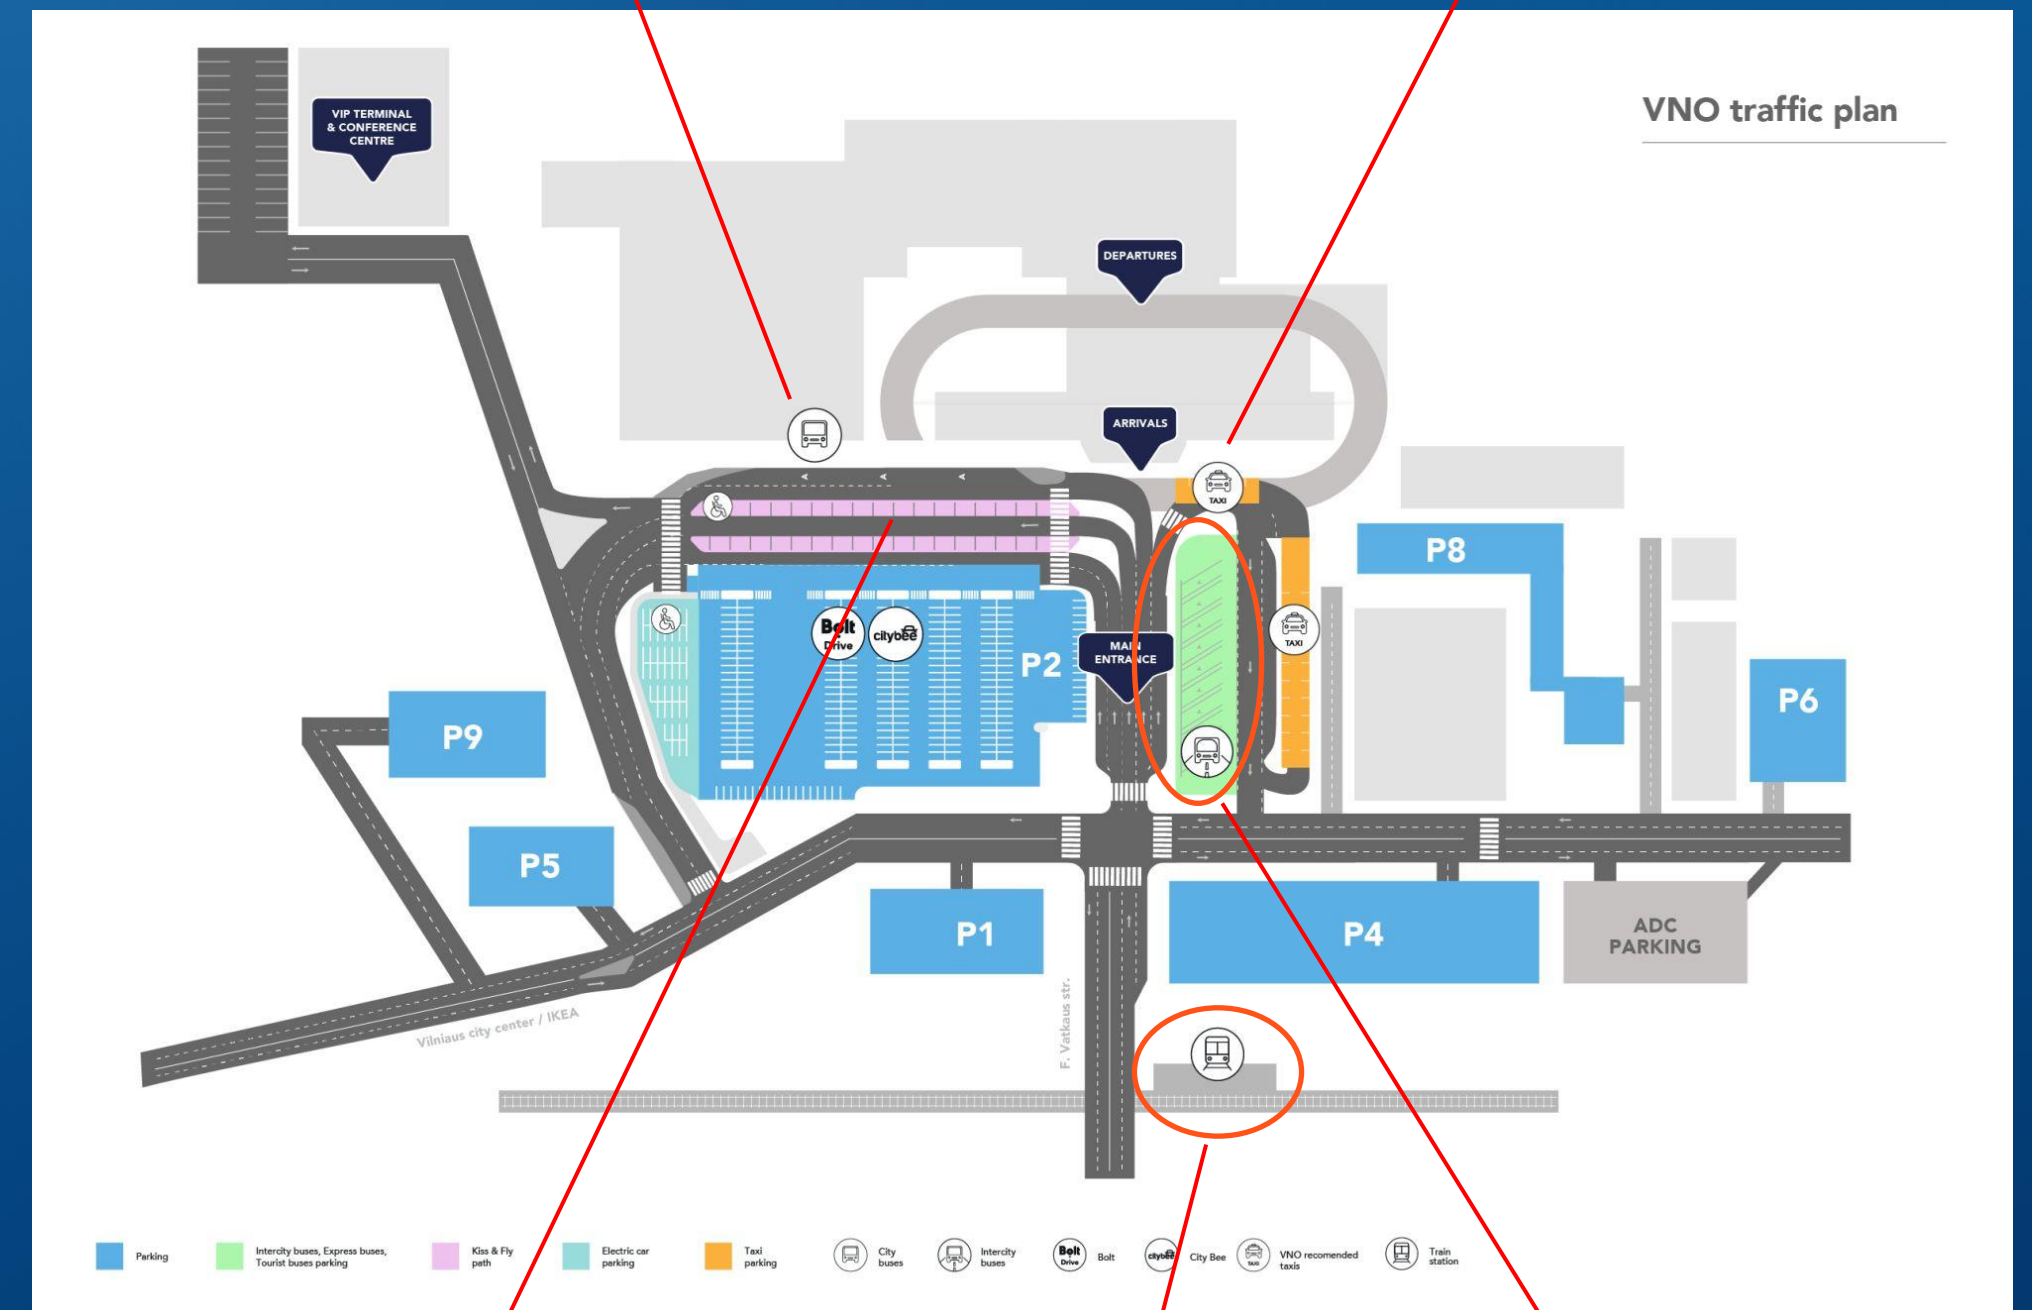 VNO traffic plan
VIP TERMINAL
& CONFERENCE
CENTRE
DEPARTURES
ARRIVALS
TAXI
P8
Bolt
Drive
citybee
TAXI
MAIN
ENTRANCE
P2
P6
P9
P5
P1
P4
ADC
PARKING
F. Vatkaus str.
Vilniaus city center / IKEA
Parking
Intercity buses, Express buses,
Tourist buses parking
Kiss & Fly
path
Electric car
parking
Taxi
parking
City
buses
Intercity
buses
Bolt
Drive
Bolt
citybee
City Bee
TAXI
VNO recomended
taxis
Train
station